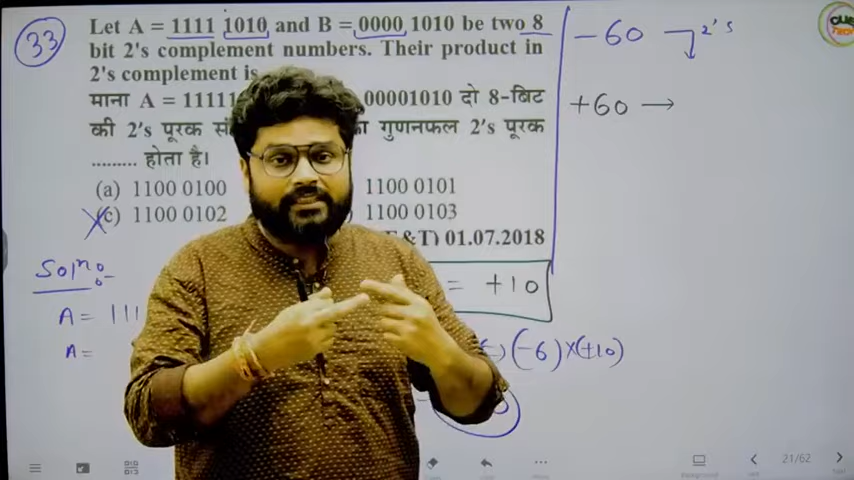 33
Let A = 1111 1010 and B = 0000 1010 be two 8
bit 2's complement numbers. Their product in
2's complement is
माना A = 11111 00001010 दो 8-बिट
की 2's पूरक गुणनफल 2's पूरक
......... होता है।
(a) 1100 0100 1100 0101
(c) 1100 0102 1100 0103
&T) 01.07.2018
-60 → 2's
+60 →
Soln
= +10
A = 111
A =
(-6)×(+10)
21/62